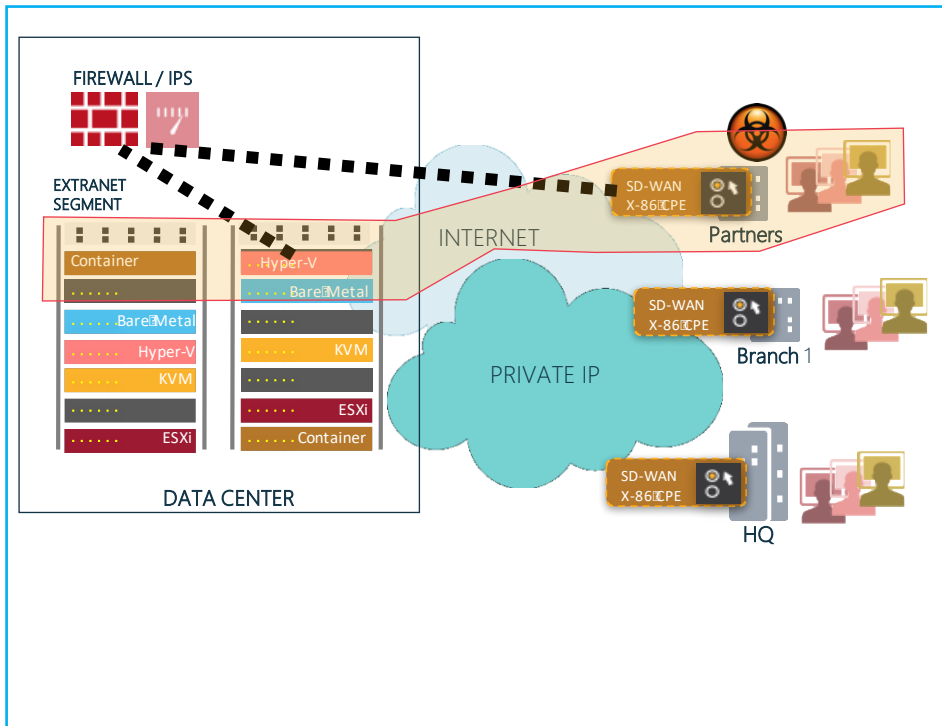 FIREWALL / IPS
EXTRANET
SEGMENT
Container
Bare Metal
Hyper-V
KVM
ESXi
Hyper-V
Bare Metal
KVM
ESXi
Container
DATA CENTER
INTERNET
PRIVATE IP
SD-WAN
X-86 CPE
Partners
SD-WAN
X-86 CPE
Branch 1
SD-WAN
X-86 CPE
HQ